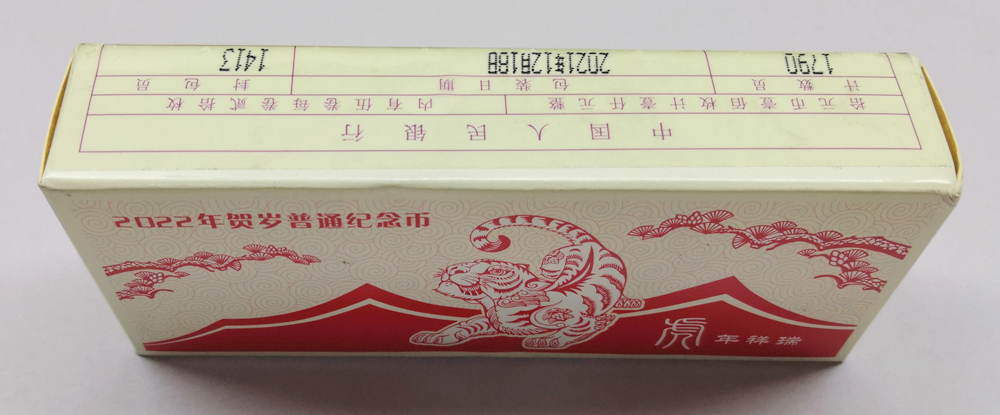 中国人民银行
拾元币壹佰枚计壹仟元整 内有伍卷每卷贰拾枚
计数员 包装日期 封包员
1790 2021年12月18日 1413
2022年贺岁普通纪念币
虎年祥瑞